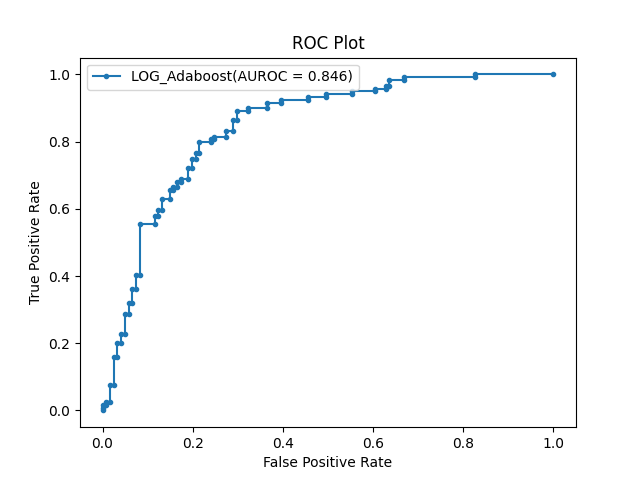 ROC Plot
LOG_Adaboost(AUROC = 0.846)
True Positive Rate
1.0
0.8
0.6
0.4
0.2
0.0
0.0 0.2 0.4 0.6 0.8 1.0
False Positive Rate